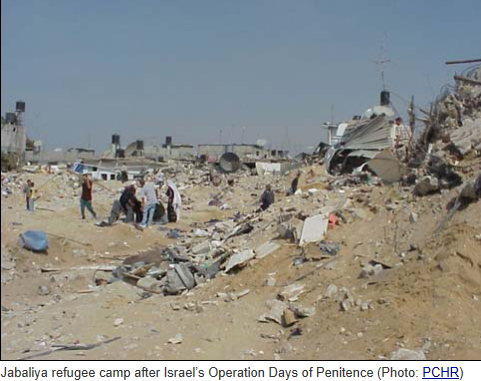 Jabaliya refugee camp after Israel's Operation Days of Penitence (Photo: PCHR)